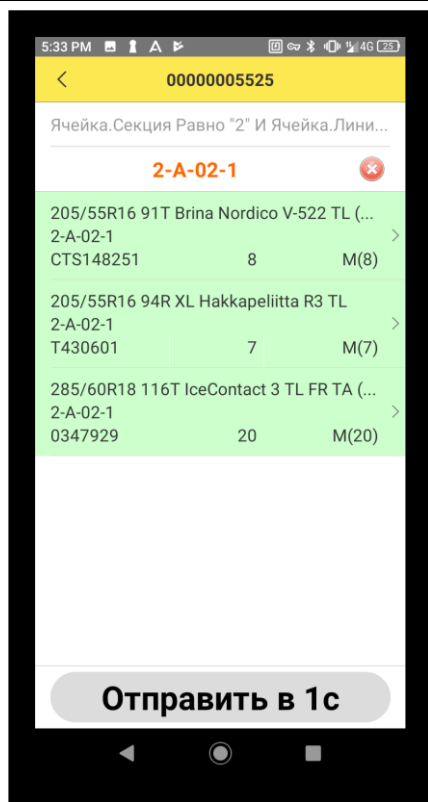 5:33 PM 4G 25
00000005525
Ячейка.Секция Равно "2" И Ячейка.Лини...
2-A-02-1
205/55R16 91T Brina Nordico V-522 TL (...
2-A-02-1
CTS148251 8 M(8)
205/55R16 94R XL Hakkapeliitta R3 TL
2-A-02-1
T430601 7 M(7)
285/60R18 116T IceContact 3 TL FR TA (...
2-A-02-1
0347929 20 M(20)
Отправить в 1с